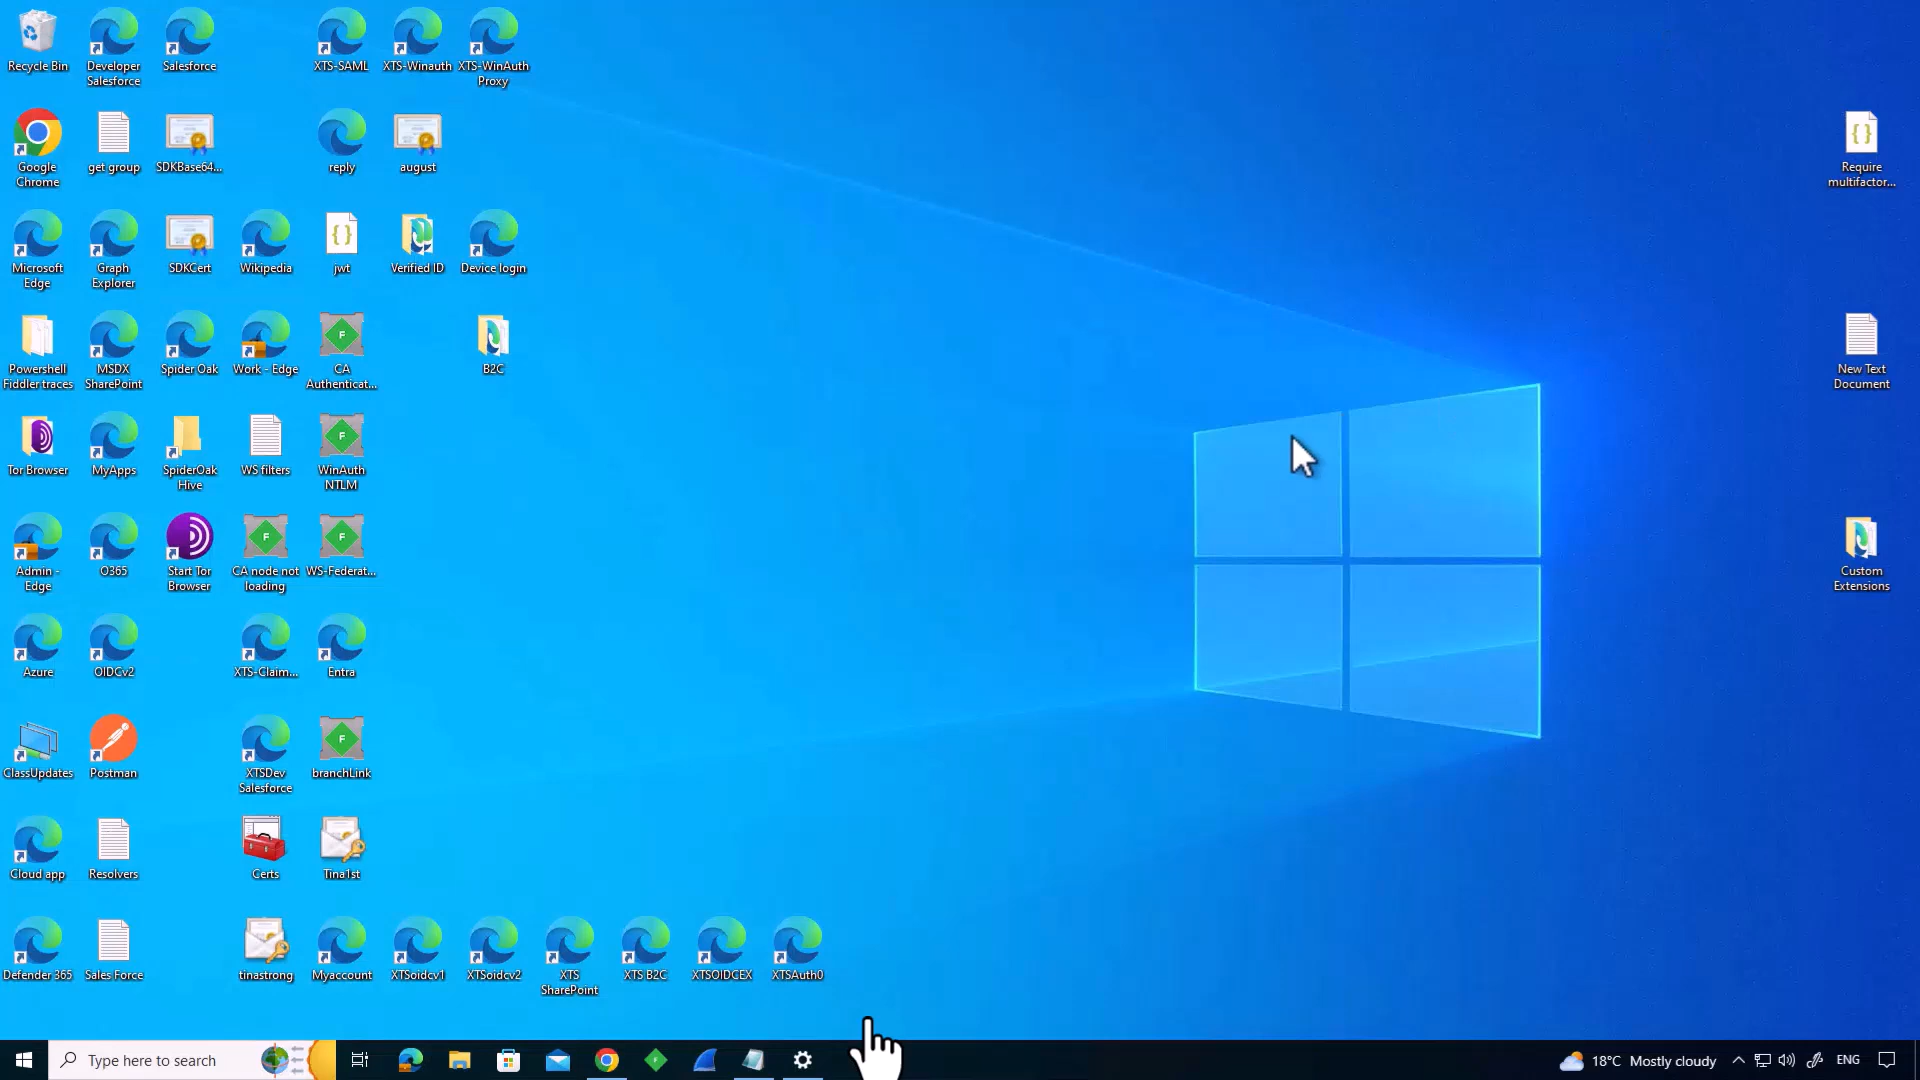 Recycle Bin
Developer
Salesforce
Salesforce
XTS-SAML
XTS-Winauth
XTS-WinAuth
Proxy
Google
Chrome
get group
SDKBase64...
reply
august
Require
multifactor...
Microsoft
Edge
Graph
Explorer
SDKCert
Wikipedia
jwt
Verified ID
Device login
Powershell
Fiddler traces
MSDX
SharePoint
Spider Oak
Work - Edge
CA
Authenticat...
B2C
New Text
Document
Tor Browser
MyApps
SpiderOak
Hive
WS filters
WinAuth
NTLM
Admin -
Edge
O365
Start Tor
Browser
CA node not
loading
WS-Federat...
Custom
Extensions
Azure
OIDCv2
XTS-Claim...
Entra
ClassUpdates
Postman
XTSDev
Salesforce
branchLink
Cloud app
Resolvers
Certs
Tina1st
Defender 365
Sales Force
tinastrong
Myaccount
XTSoidcv1
XTSoidcv2
XTS
SharePoint
XTS B2C
XTSOIDCEX
XTSAuth0
Type here to search
18°C Mostly cloudy
ENG